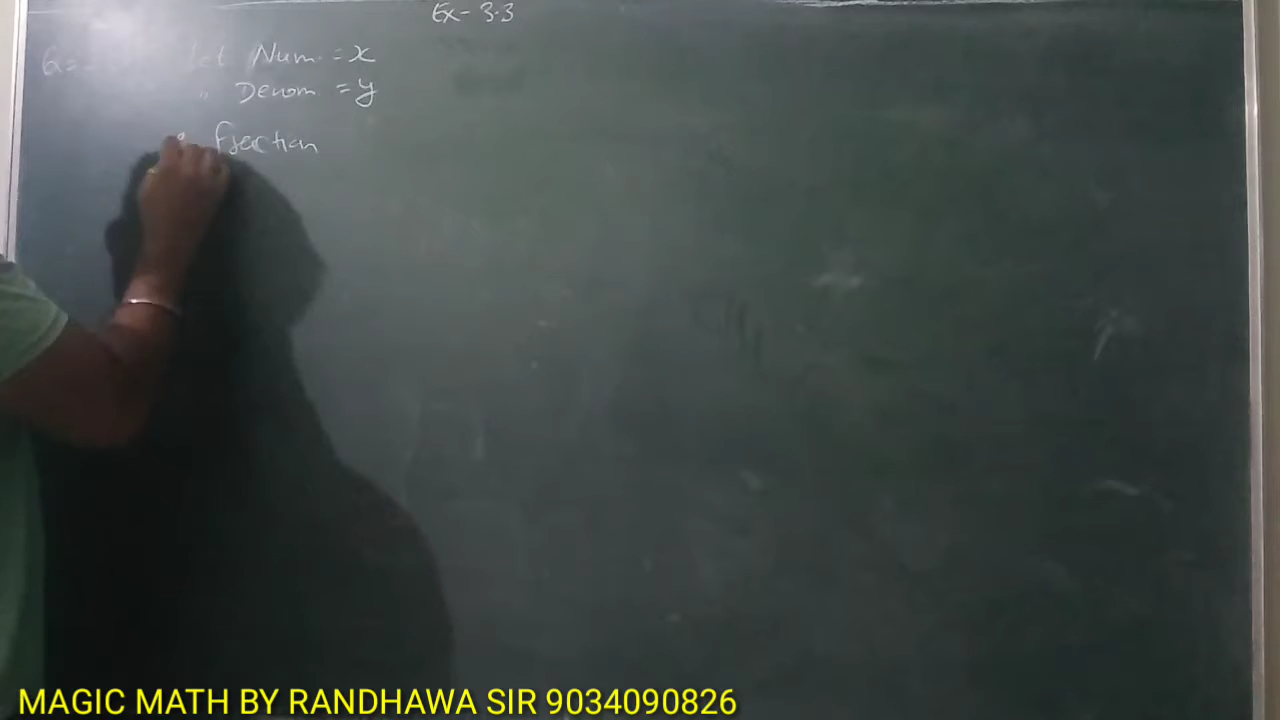 Ex- 3.3
Let Num. = x
" Denom = y
∴ Fraction
MAGIC MATH BY RANDHAWA SIR 9034090826